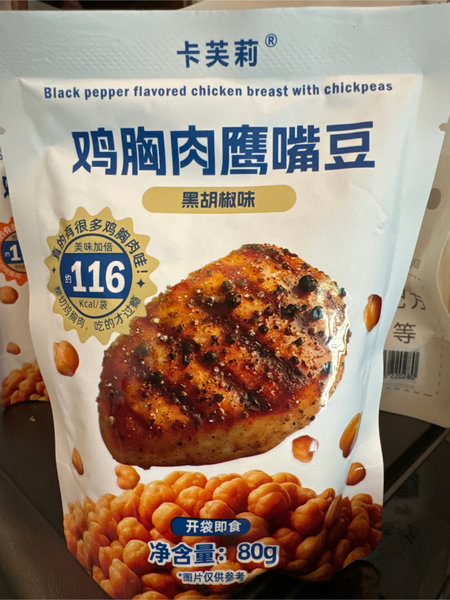 卡芙莉®
Black pepper flavored chicken breast with chickpeas
鸡胸肉鹰嘴豆
黑胡椒味
真的有很多鸡胸肉哇!
美味加倍
约116
Kcal/袋
吃的才过瘾
开袋即食
净含量: 80g
*图片仅供参考
方
等